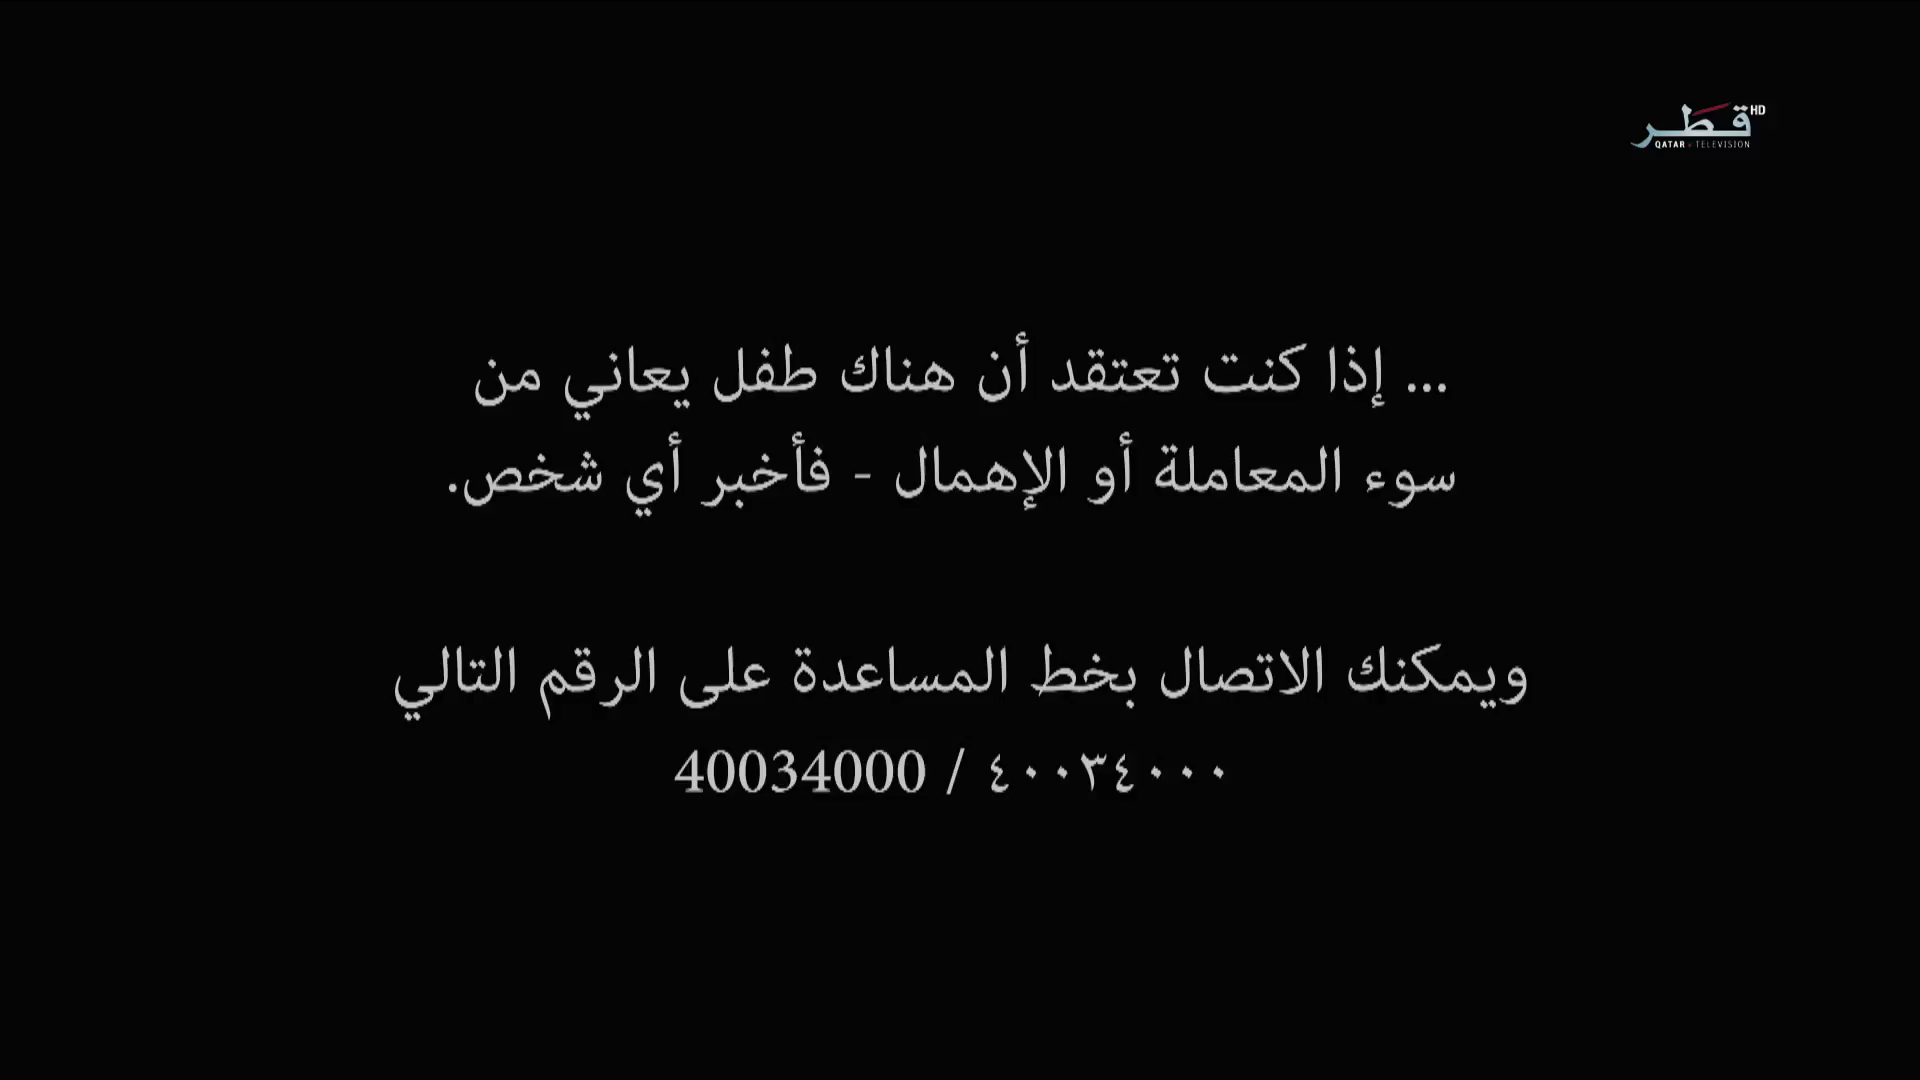 قطر HD
QATAR TELEVISION
... إذا كنت تعتقد أن هناك طفل يعاني من
سوء المعاملة أو الإهمال - فأخبر أي شخص.
ويمكنك الاتصال بخط المساعدة على الرقم التالي
٤٠٠٣٤٠٠٠ / 40034000